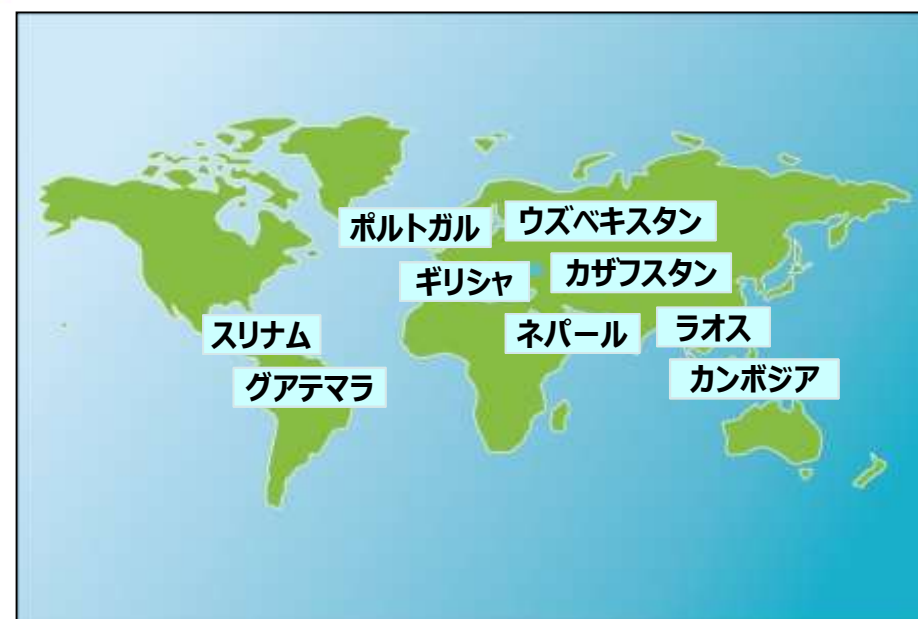 ポルトガル
ウズベキスタン
ギリシャ
カザフスタン
スリナム
ネパール
ラオス
グアテマラ
カンボジア